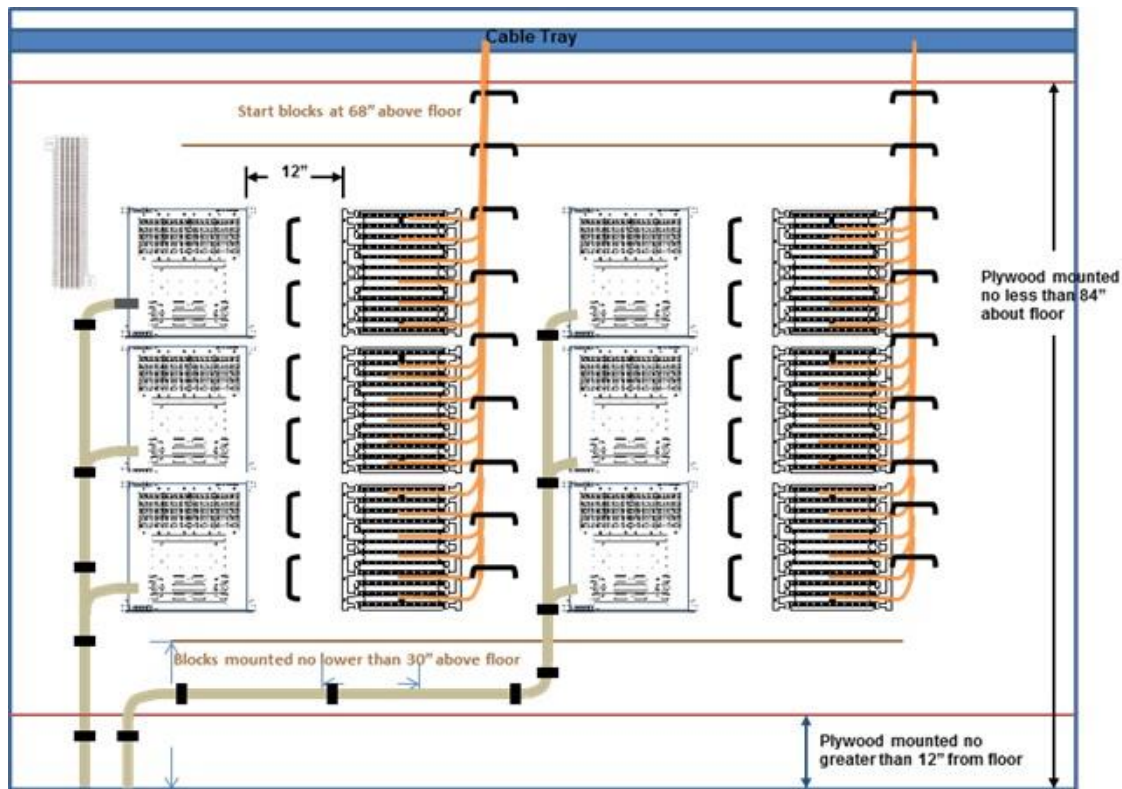 Cable Tray
Start blocks at 68” above floor
12”
Plywood mounted
no less than 84”
about floor
Blocks mounted no lower than 30” above floor
Plywood mounted no
greater than 12” from floor